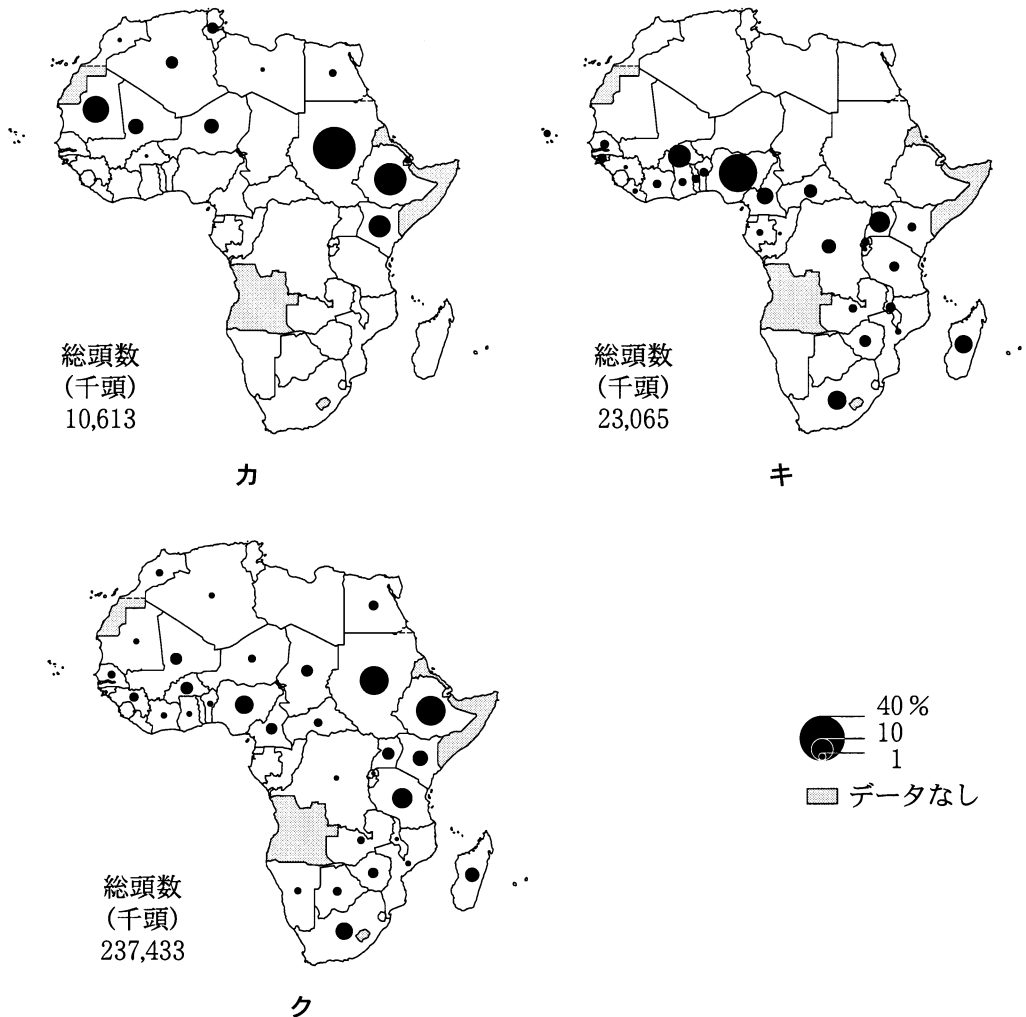 総頭数
(千頭)
10,613
カ
総頭数
(千頭)
23,065
キ
総頭数
(千頭)
237,433
ク
40%
10
1
データなし